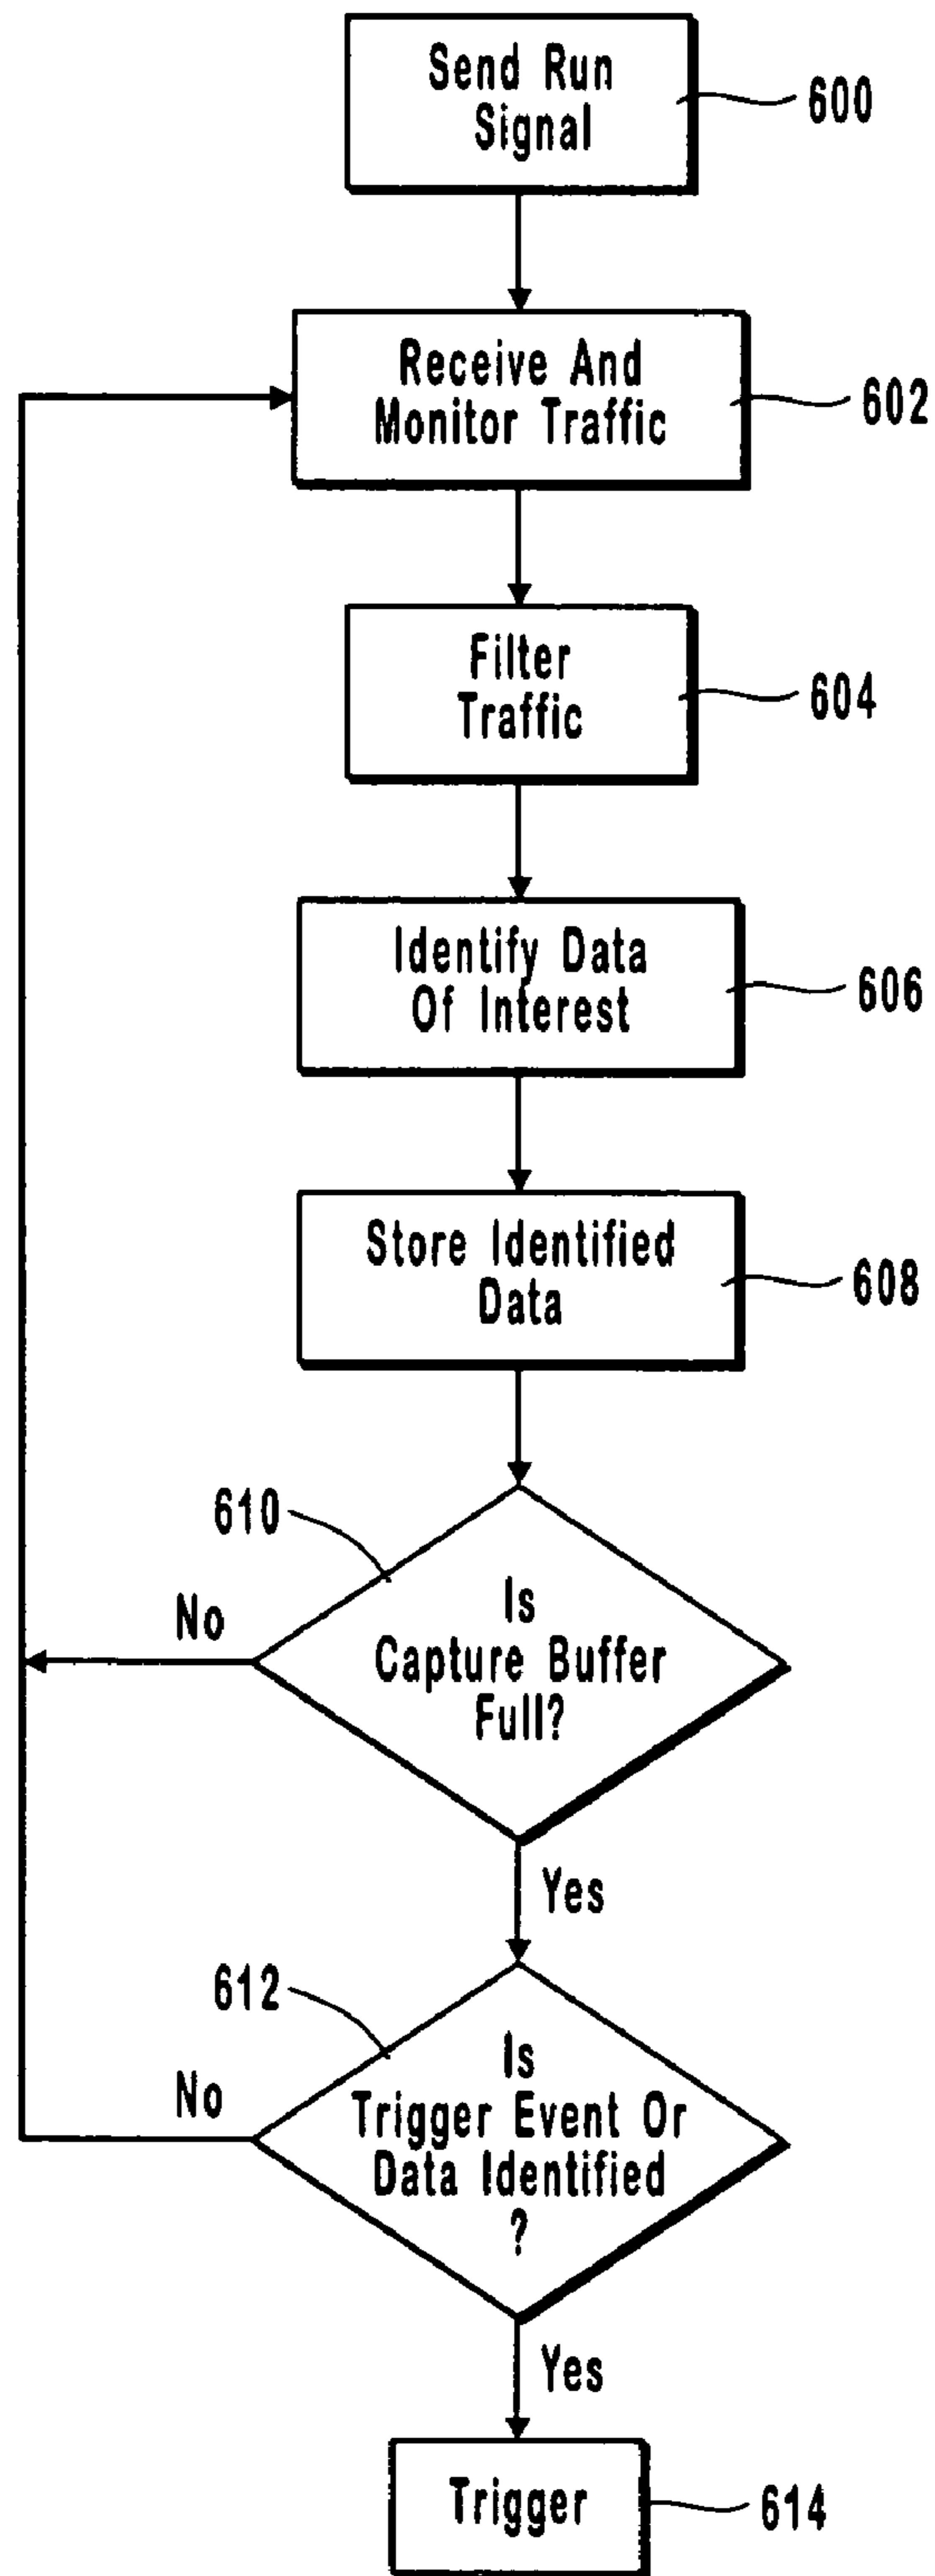 Send Run
Signal
600
Receive And
Monitor Traffic
602
Filter
Traffic
604
Identify Data
Of Interest
606
Store Identified
Data
608
610
Is
Capture Buffer
Full?
No
Yes
612
Is
Trigger Event Or
Data Identified
?
No
Yes
Trigger
614